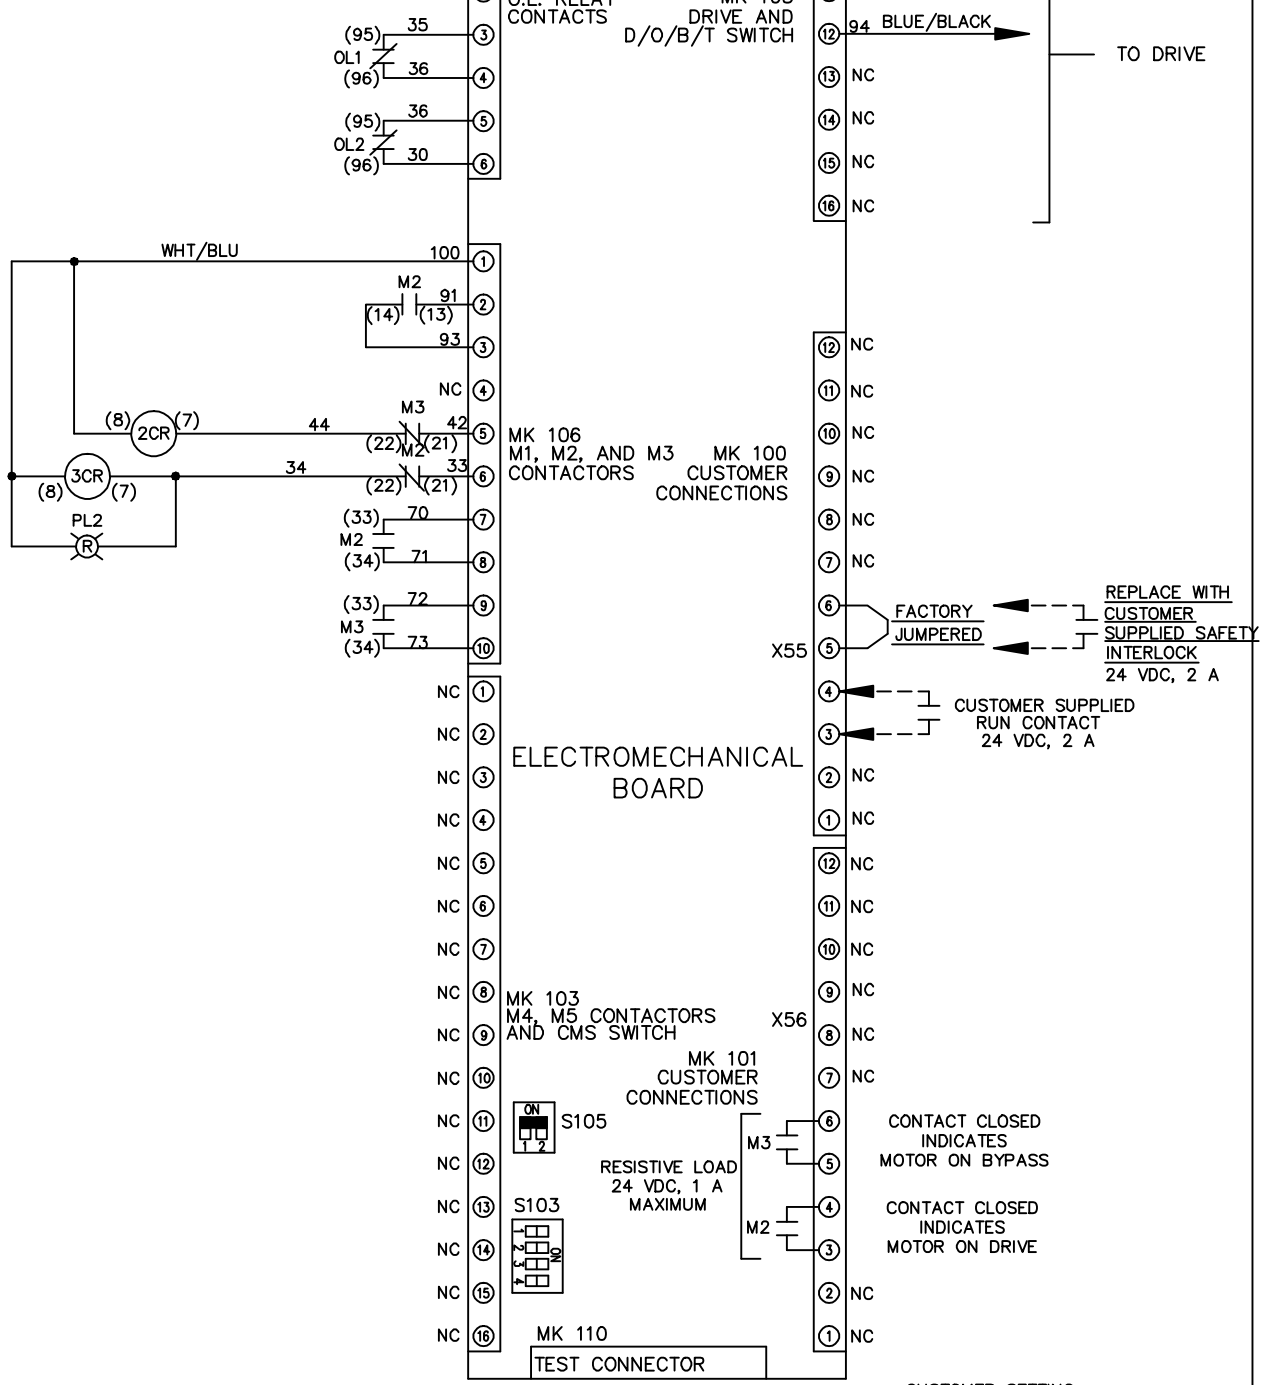 CONTACTS
DRIVE AND
D/O/B/T SWITCH
(95) 35 3
OL1
(96) 36 4
(95) 36 5
OL2
(96) 30 6
12 94 BLUE/BLACK
TO DRIVE
13 NC
14 NC
15 NC
16 NC
WHT/BLU 100 1
M2
91 2
(14) (13)
93 3
NC 4
M3
(8) 2CR (7) 44 42 5
(22) (21)
M2
3CR 34 33 6
(8) (7) (22) (21)
PL2
R
(33) 70 7
M2
(34) 71 8
(33) 72 9
M3
(34) 73 10
MK 106
M1, M2, AND M3
CONTACTORS
MK 100
CUSTOMER
CONNECTIONS
12 NC
11 NC
10 NC
9 NC
8 NC
7 NC
6
X55 5
FACTORY
JUMPERED
REPLACE WITH
CUSTOMER
SUPPLIED SAFETY
INTERLOCK
24 VDC, 2 A
4
3
CUSTOMER SUPPLIED
RUN CONTACT
24 VDC, 2 A
2 NC
1 NC
ELECTROMECHANICAL
BOARD
NC 1
NC 2
NC 3
NC 4
NC 5
NC 6
NC 7
NC 8
NC 9
NC 10
NC 11
NC 12
NC 13
NC 14
NC 15
NC 16
MK 103
M4, M5 CONTACTORS
AND CMS SWITCH
12 NC
11 NC
10 NC
9 NC
X56
8 NC
7 NC
MK 101
CUSTOMER
CONNECTIONS
ON
1 2
S105
S103
1
2
3
4
ON
RESISTIVE LOAD
24 VDC, 1 A
MAXIMUM
M3
6
5
CONTACT CLOSED
INDICATES
MOTOR ON BYPASS
M2
4
3
CONTACT CLOSED
INDICATES
MOTOR ON DRIVE
2 NC
1 NC
MK 110
TEST CONNECTOR